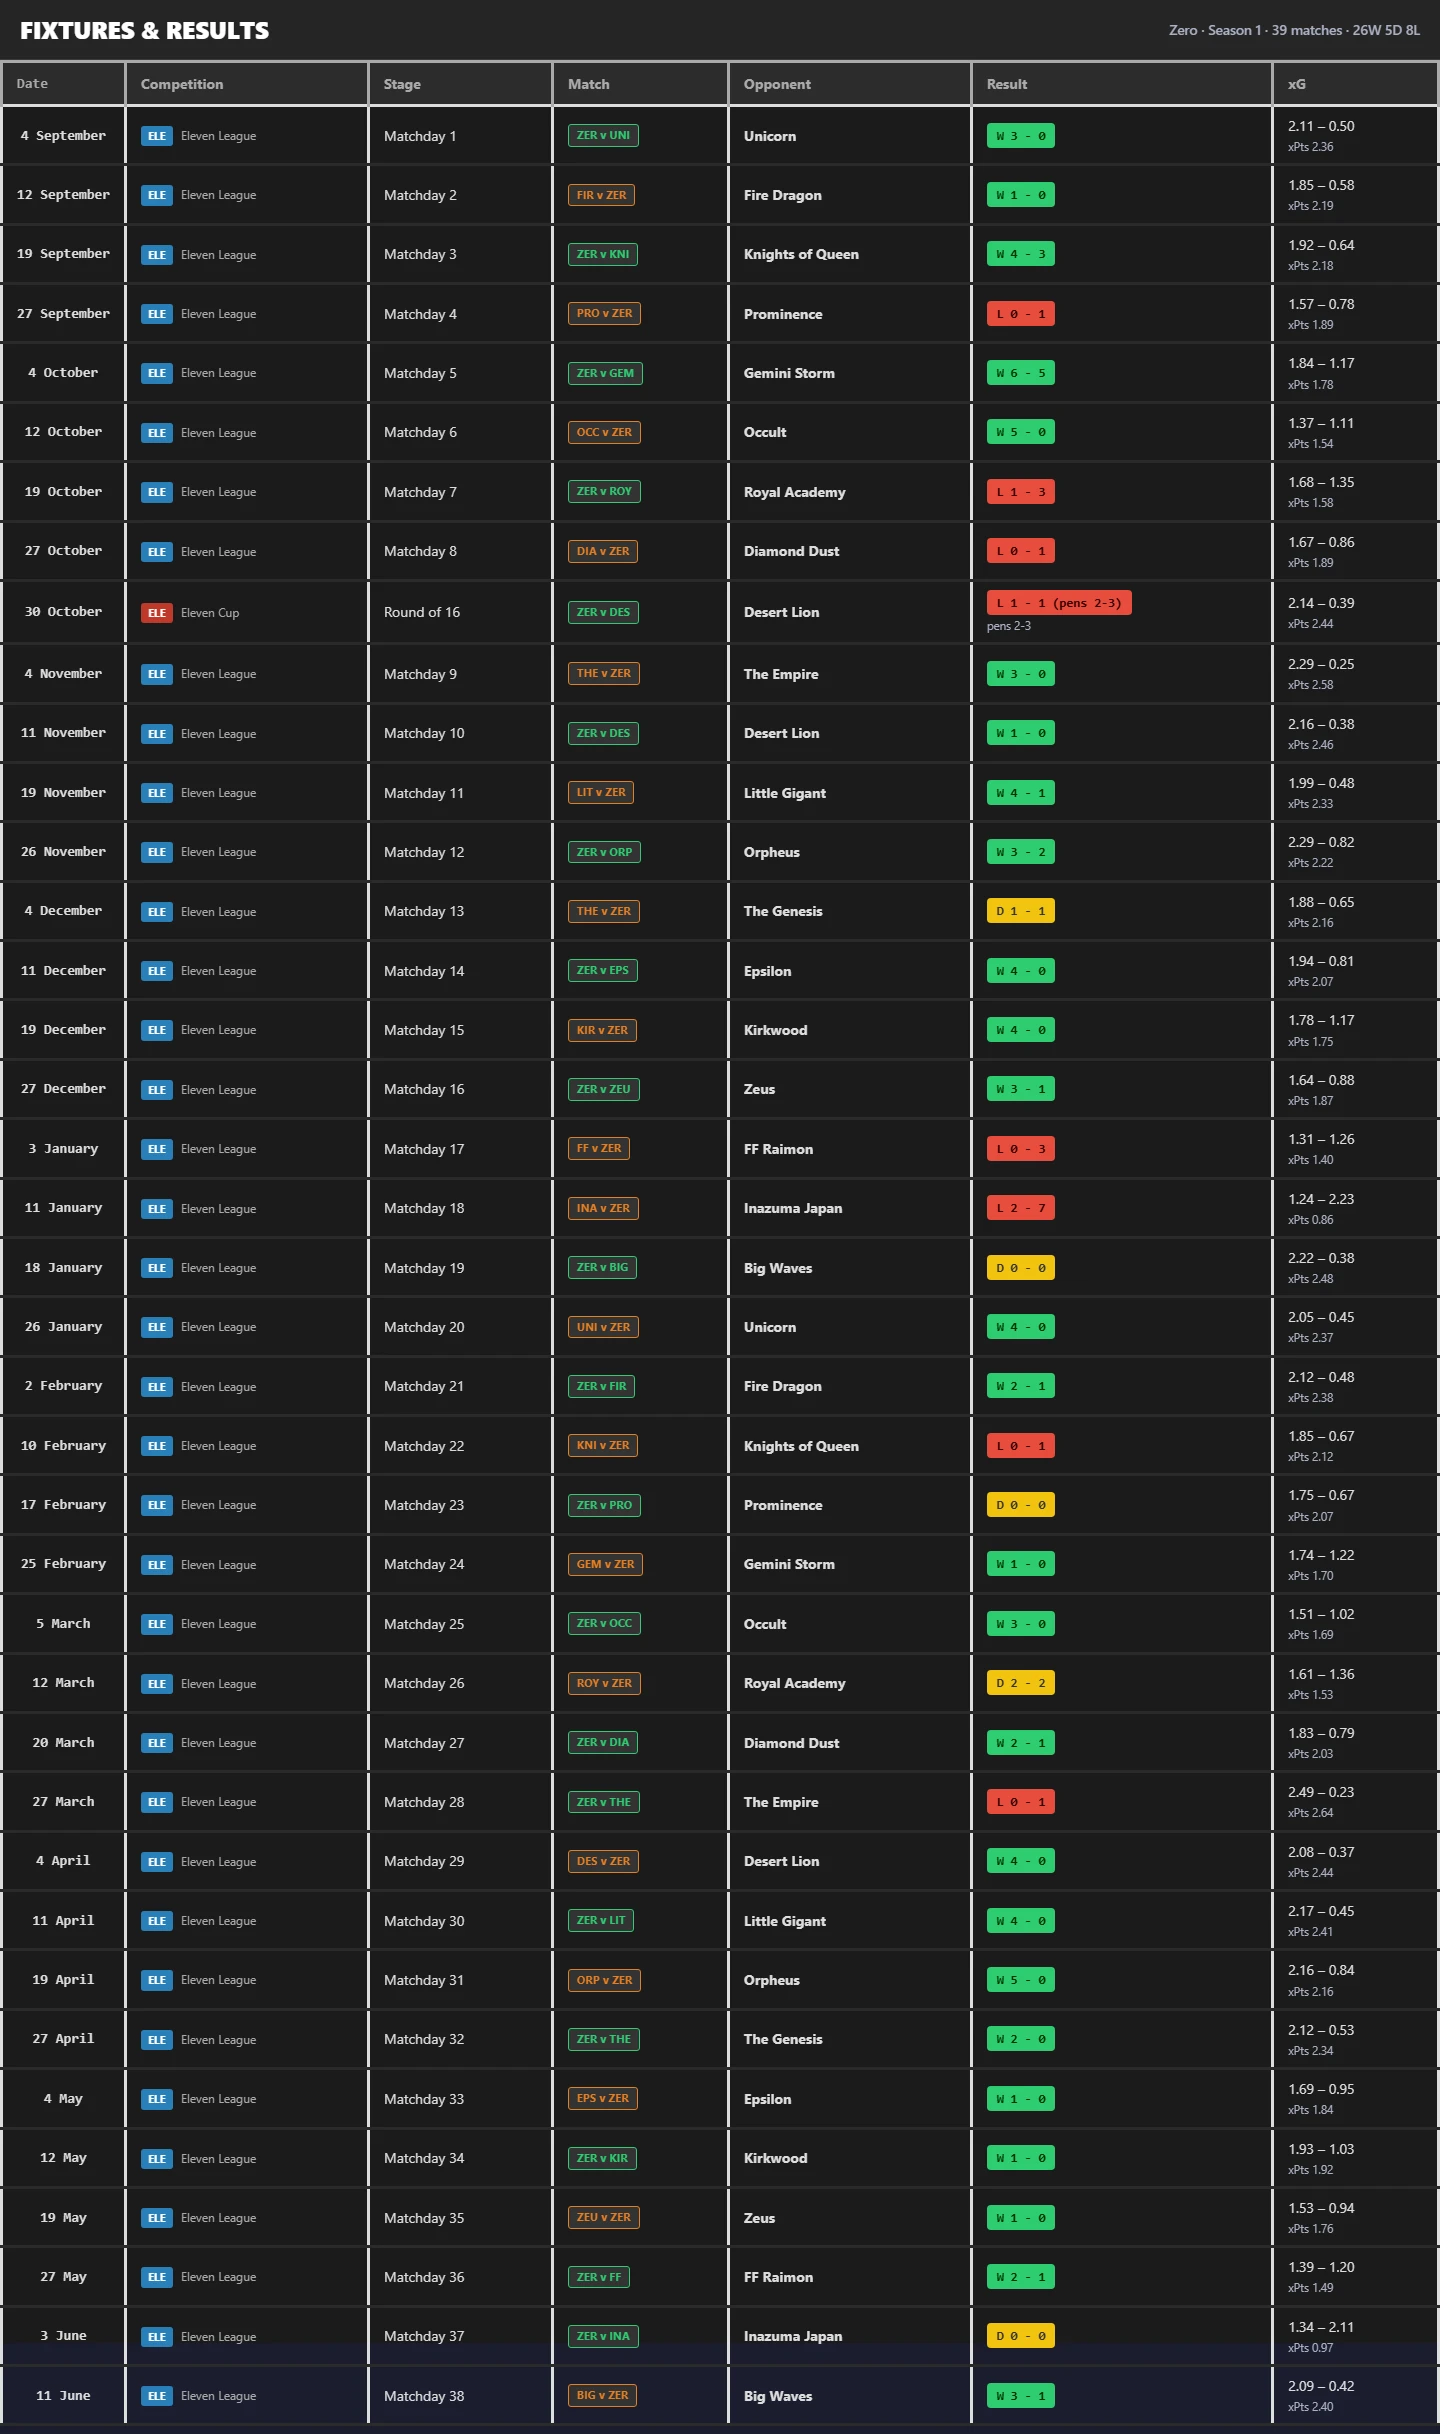 FIXTURES & RESULTS
Zero · Season 1 · 39 matches · 26W 5D 8L
Date Competition Stage Match Opponent Result xG
4 September ELE Eleven League Matchday 1 ZER v UNI Unicorn W 3 - 0 2.11 – 0.50
xPts 2.36
12 September ELE Eleven League Matchday 2 FIR v ZER Fire Dragon W 1 - 0 1.85 – 0.58
xPts 2.19
19 September ELE Eleven League Matchday 3 ZER v KNI Knights of Queen W 4 - 3 1.92 – 0.64
xPts 2.18
27 September ELE Eleven League Matchday 4 PRO v ZER Prominence L 0 - 1 1.57 – 0.78
xPts 1.89
4 October ELE Eleven League Matchday 5 ZER v GEM Gemini Storm W 6 - 5 1.84 – 1.17
xPts 1.78
12 October ELE Eleven League Matchday 6 OCC v ZER Occult W 5 - 0 1.37 – 1.11
xPts 1.54
19 October ELE Eleven League Matchday 7 ZER v ROY Royal Academy L 1 - 3 1.68 – 1.35
xPts 1.58
27 October ELE Eleven League Matchday 8 DIA v ZER Diamond Dust L 0 - 1 1.67 – 0.86
xPts 1.89
30 October ELE Eleven Cup Round of 16 ZER v DES Desert Lion L 1 - 1 (pens 2-3) 2.14 – 0.39
pens 2-3 xPts 2.44
4 November ELE Eleven League Matchday 9 THE v ZER The Empire W 3 - 0 2.29 – 0.25
xPts 2.58
11 November ELE Eleven League Matchday 10 ZER v DES Desert Lion W 1 - 0 2.16 – 0.38
xPts 2.46
19 November ELE Eleven League Matchday 11 LIT v ZER Little Gigant W 4 - 1 1.99 – 0.48
xPts 2.33
26 November ELE Eleven League Matchday 12 ZER v ORP Orpheus W 3 - 2 2.29 – 0.82
xPts 2.22
4 December ELE Eleven League Matchday 13 THE v ZER The Genesis D 1 - 1 1.88 – 0.65
xPts 2.16
11 December ELE Eleven League Matchday 14 ZER v EPS Epsilon W 4 - 0 1.94 – 0.81
xPts 2.07
19 December ELE Eleven League Matchday 15 KIR v ZER Kirkwood W 4 - 0 1.78 – 1.17
xPts 1.75
27 December ELE Eleven League Matchday 16 ZER v ZEU Zeus W 3 - 1 1.64 – 0.88
xPts 1.87
3 January ELE Eleven League Matchday 17 FF v ZER FF Raimon L 0 - 3 1.31 – 1.26
xPts 1.40
11 January ELE Eleven League Matchday 18 INA v ZER Inazuma Japan L 2 - 7 1.24 – 2.23
xPts 0.86
18 January ELE Eleven League Matchday 19 ZER v BIG Big Waves D 0 - 0 2.22 – 0.38
xPts 2.48
26 January ELE Eleven League Matchday 20 UNI v ZER Unicorn W 4 - 0 2.05 – 0.45
xPts 2.37
2 February ELE Eleven League Matchday 21 ZER v FIR Fire Dragon W 2 - 1 2.12 – 0.48
xPts 2.38
10 February ELE Eleven League Matchday 22 KNI v ZER Knights of Queen L 0 - 1 1.85 – 0.67
xPts 2.12
17 February ELE Eleven League Matchday 23 ZER v PRO Prominence D 0 - 0 1.75 – 0.67
xPts 2.07
25 February ELE Eleven League Matchday 24 GEM v ZER Gemini Storm W 1 - 0 1.74 – 1.22
xPts 1.70
5 March ELE Eleven League Matchday 25 ZER v OCC Occult W 3 - 0 1.51 – 1.02
xPts 1.69
12 March ELE Eleven League Matchday 26 ROY v ZER Royal Academy D 2 - 2 1.61 – 1.36
xPts 1.53
20 March ELE Eleven League Matchday 27 ZER v DIA Diamond Dust W 2 - 1 1.83 – 0.79
xPts 2.03
27 March ELE Eleven League Matchday 28 ZER v THE The Empire L 0 - 1 2.49 – 0.23
xPts 2.64
4 April ELE Eleven League Matchday 29 DES v ZER Desert Lion W 4 - 0 2.08 – 0.37
xPts 2.44
11 April ELE Eleven League Matchday 30 ZER v LIT Little Gigant W 4 - 0 2.17 – 0.45
xPts 2.41
19 April ELE Eleven League Matchday 31 ORP v ZER Orpheus W 5 - 0 2.16 – 0.84
xPts 2.16
27 April ELE Eleven League Matchday 32 ZER v THE The Genesis W 2 - 0 2.12 – 0.53
xPts 2.34
4 May ELE Eleven League Matchday 33 EPS v ZER Epsilon W 1 - 0 1.69 – 0.95
xPts 1.84
12 May ELE Eleven League Matchday 34 ZER v KIR Kirkwood W 1 - 0 1.93 – 1.03
xPts 1.92
19 May ELE Eleven League Matchday 35 ZEU v ZER Zeus W 1 - 0 1.53 – 0.94
xPts 1.76
27 May ELE Eleven League Matchday 36 ZER v FF FF Raimon W 2 - 1 1.39 – 1.20
xPts 1.49
3 June ELE Eleven League Matchday 37 ZER v INA Inazuma Japan D 0 - 0 1.34 – 2.11
xPts 0.97
11 June ELE Eleven League Matchday 38 BIG v ZER Big Waves W 3 - 1 2.09 – 0.42
xPts 2.40